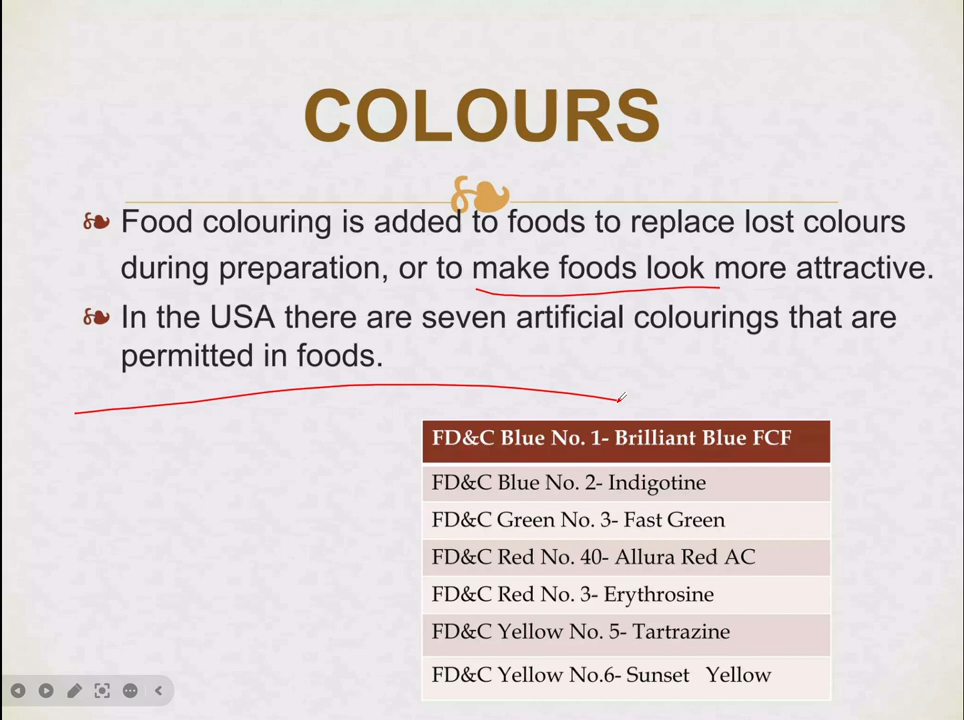 COLOURS
Food colouring is added to foods to replace lost colours
during preparation, or to make foods look more attractive.
In the USA there are seven artificial colourings that are
permitted in foods.
FD&C Blue No. 1- Brilliant Blue FCF
FD&C Blue No. 2- Indigotine
FD&C Green No. 3- Fast Green
FD&C Red No. 40- Allura Red AC
FD&C Red No. 3- Erythrosine
FD&C Yellow No. 5- Tartrazine
FD&C Yellow No.6- Sunset Yellow